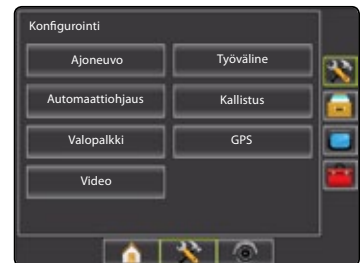 Konfigurointi
Ajoneuvo Työväline
Automaattiohjaus Kallistus
Valopalkki GPS
Video